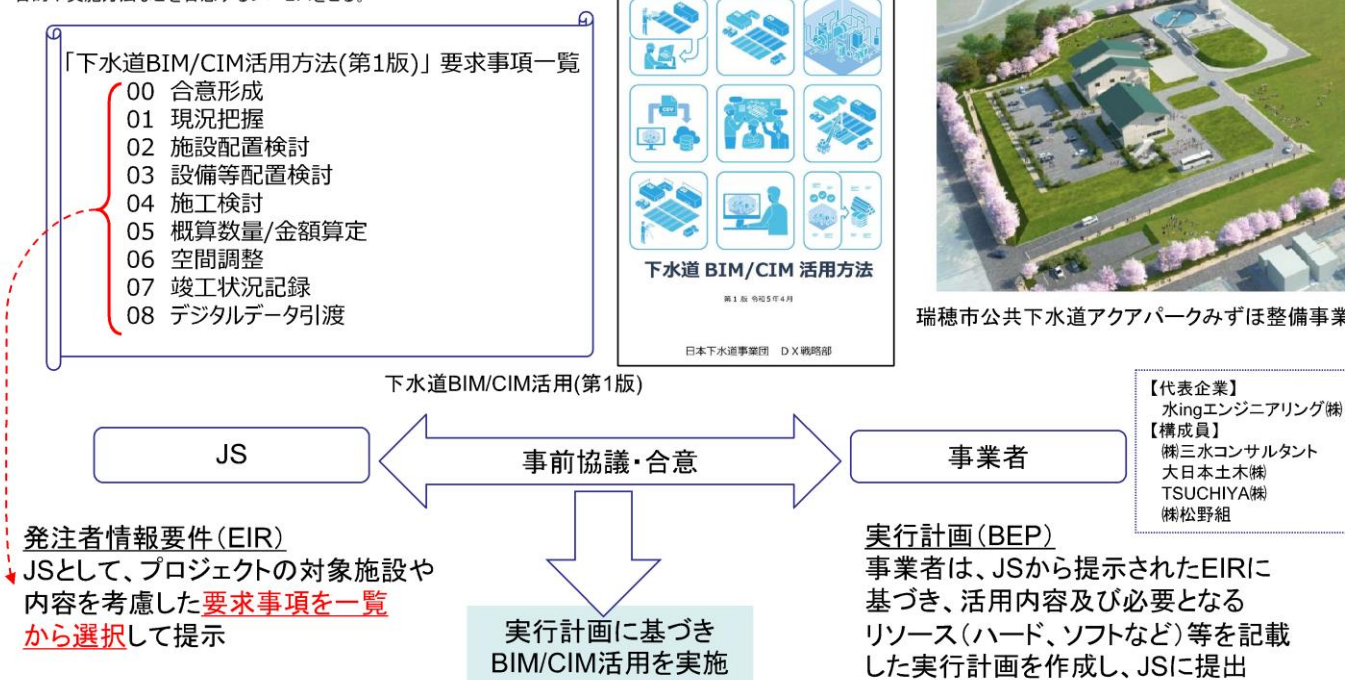 「下水道BIM/CIM活用方法(第1版)」要求事項一覧
00 合意形成
01 現況把握
02 施設配置検討
03 設備等配置検討
04 施工検討
05 概算数量/金額算定
06 空間調整
07 竣工状況記録
08 デジタルデータ引渡
CSV
下水道 BIM/CIM 活用方法
第1版 令和5年4月
日本下水道事業団 DX戦略部
瑞穂市公共下水道アクアパークみずほ整備事業
下水道BIM/CIM活用(第1版)
JS
事前協議・合意
事業者
【代表企業】
水ingエンジニアリング㈱
【構成員】
㈱三水コンサルタント
大日本土木㈱
TSUCHIYA㈱
㈱松野組
発注者情報要件(EIR)
JSとして、プロジェクトの対象施設や
内容を考慮した要求事項を一覧
から選択して提示
実行計画に基づき
BIM/CIM活用を実施
実行計画(BEP)
事業者は、JSから提示されたEIRに
基づき、活用内容及び必要となる
リソース(ハード、ソフトなど)等を記載
した実行計画を作成し、JSに提出